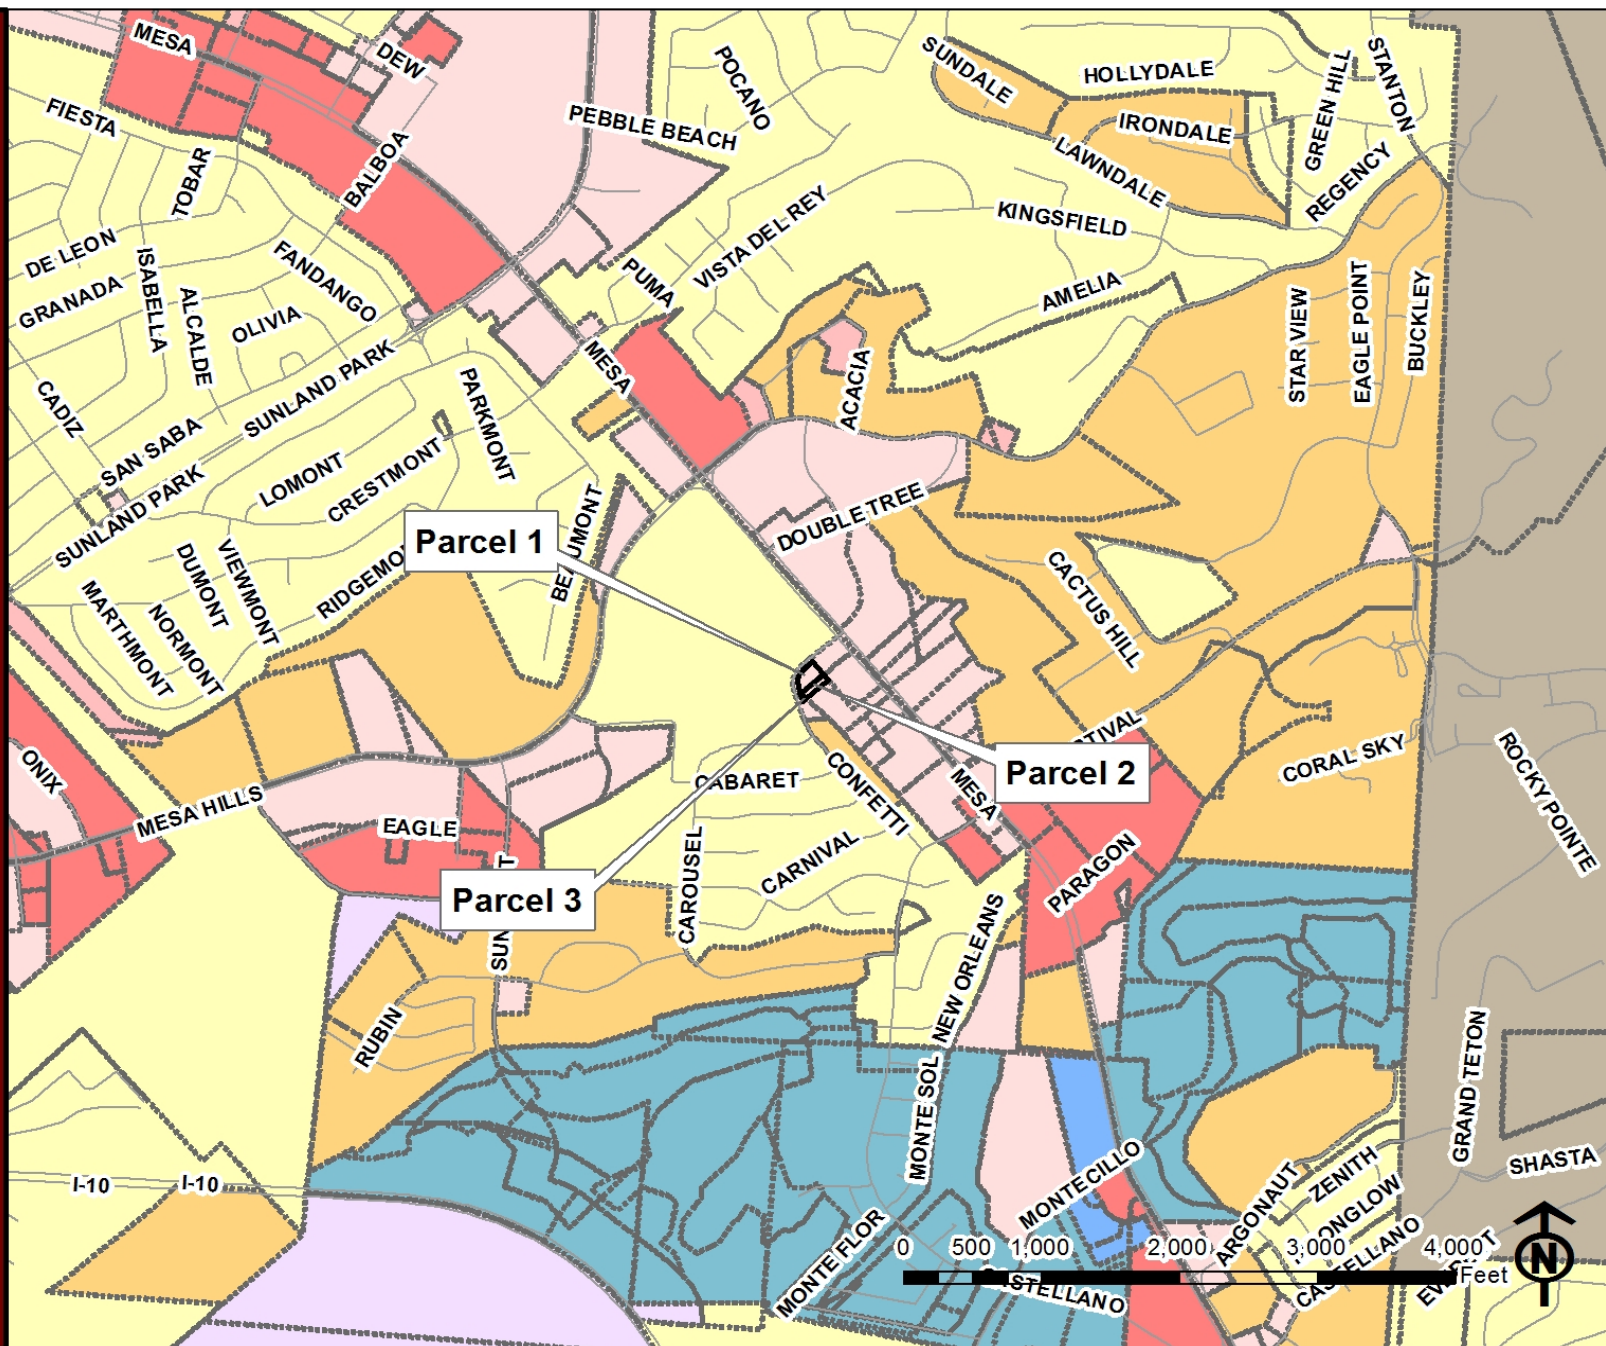 MESA
DEW
POCANO
SUNDALE
HOLLYDALE
GREEN HILL
STANTON
FIESTA
PEBBLE BEACH
IRONDALE
TOBAR
BALBOA
LAWNDALE
REGENCY
KINGSFIELD
DE LEON
ISABELLA
FANDANGO
PUMA
VISTA DEL REY
AMELIA
GRANADA
ALCALDE
OLIVIA
STAR VIEW
EAGLE POINT
BUCKLEY
CADIZ
SUNLAND PARK
PARKMONT
MESA
ACACIA
SAN SABA
LOMONT
CRESTMONT
SUNLAND PARK
DOUBLE TREE
Parcel 1
DUMONT
VIEWMONT
CACTUS HILL
MARTHMONT
NORMONT
Parcel 2
CORAL SKY
ROCKY POINTE
ONIX
MESA HILLS
CABARET
CONFETTI
MESA
EAGLE
CAROUSEL
CARNIVAL
PARAGON
Parcel 3
NEW ORLEANS
RUBIN
GRAND TETON
MONTE SOL
I-10
I-10
MONTECILLO
ARGONAUT
ZENITH
SHASTA
MONTE FLOR
CASTELLANO
0 500 1,000 2,000 3,000 4,000
Feet
N